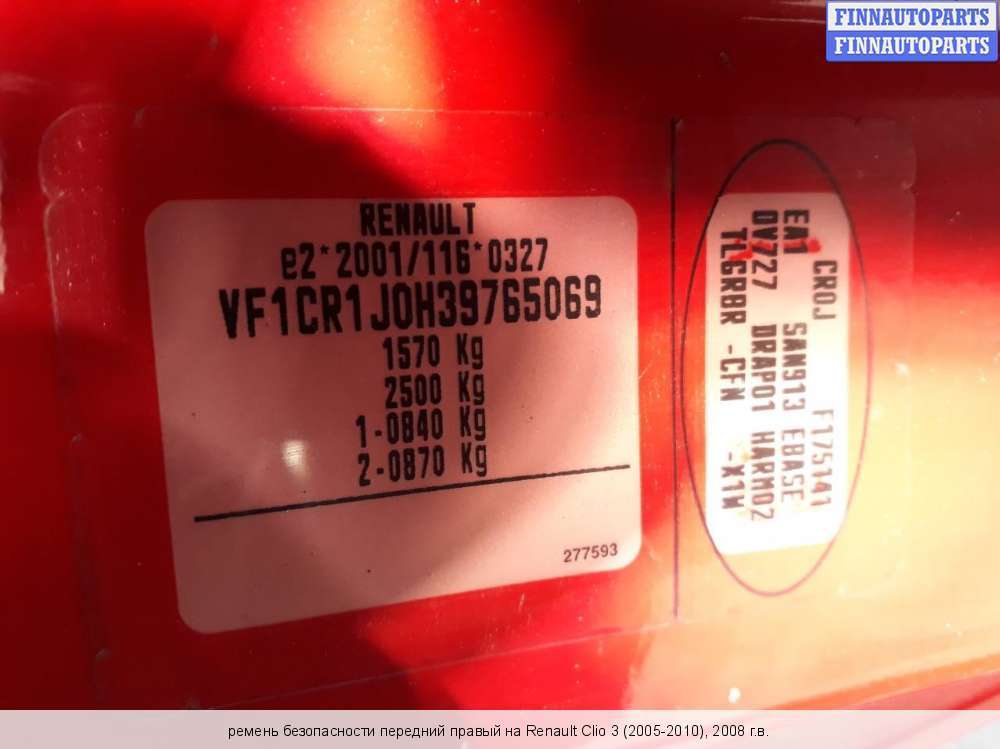 FINNAUTOPARTS
FINNAUTOPARTS
RENAULT
e2*2001/116*0327
VF1CR1J0H39765069
1570 Kg
2500 Kg
1-0840 Kg
2-0870 Kg
277593
CR0J F175141
EA1 SAN913 EBASE
OV727 DRAP01 HARM02
TLGRBR -CFN -X1W
ремень безопасности передний правый на Renault Clio 3 (2005-2010), 2008 г.в.